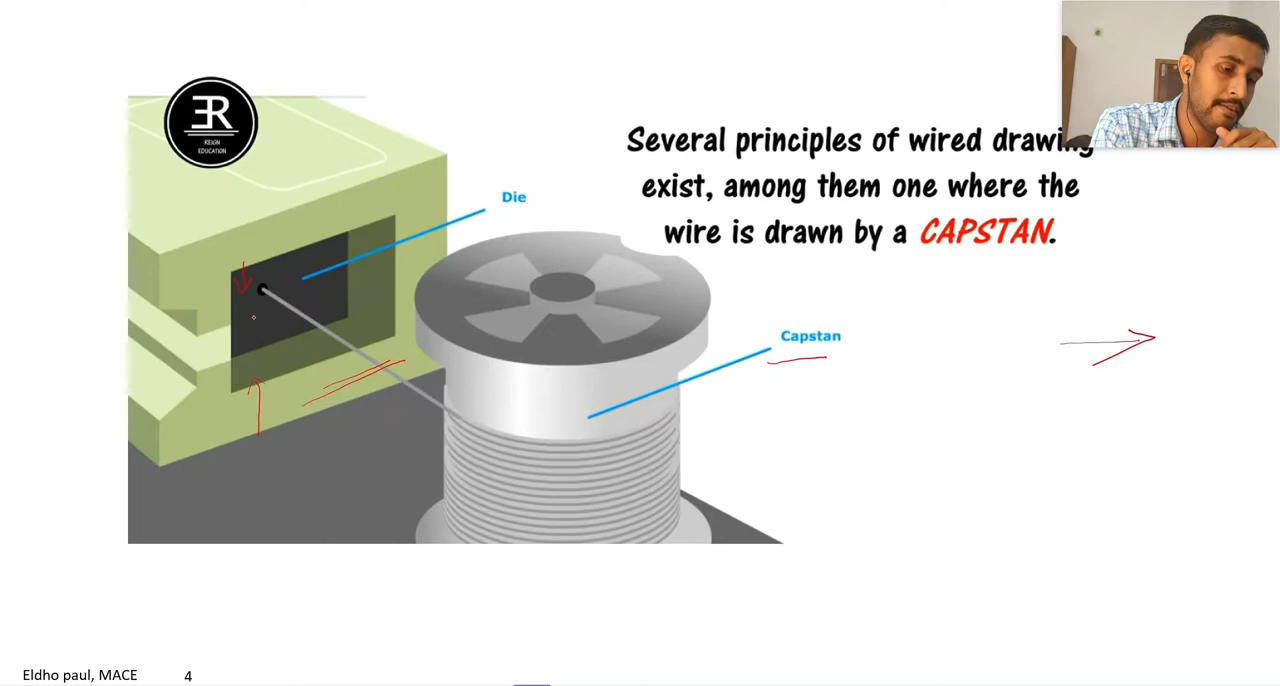 ƎR
REIGN
EDUCATION
Several principles of wired drawing
exist, among them one where the
wire is drawn by a CAPSTAN.
Die
Capstan
Eldho paul, MACE 4